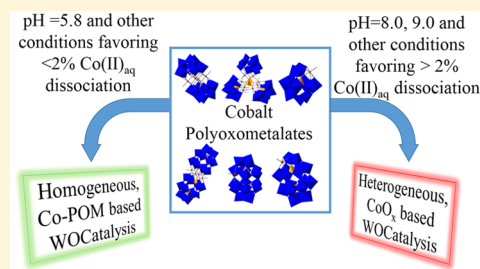 pH =5.8 and other
conditions favoring
<2% Co(II)aq
dissociation
pH=8.0, 9.0 and
other conditions
favoring > 2%
Co(II)aq dissociation
Cobalt
Polyoxometalates
Homogeneous,
Co-POM based
WOCatalysis
Heterogeneous,
CoOx based
WOCatalysis